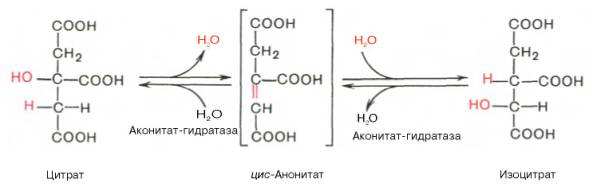 COOH
CH₂
HO C COOH
H C H
COOH
H₂O
H₂O
Аконитат-гидратаза
COOH
CH₂
C COOH
CH
COOH
H₂O
H₂O
Аконитат-гидратаза
COOH
CH₂
H C COOH
HO C H
COOH
Цитрат
цис-Анонитат
Изоцитрат